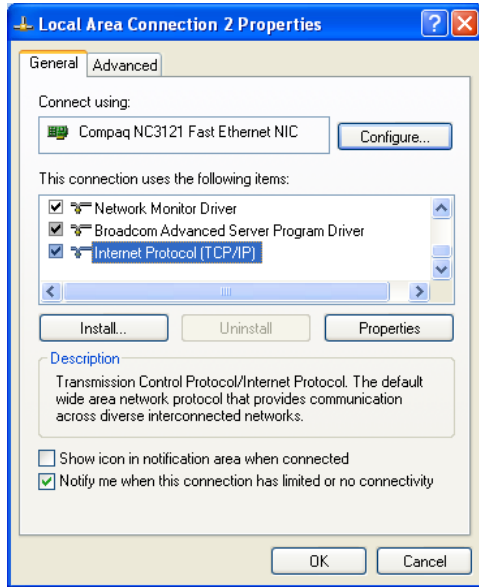 Local Area Connection 2 Properties
General Advanced
Connect using:
Compaq NC3121 Fast Ethernet NIC
Configure...
This connection uses the following items:
Network Monitor Driver
Broadcom Advanced Server Program Driver
Internet Protocol (TCP/IP)
Install... Uninstall Properties
Description
Transmission Control Protocol/Internet Protocol. The default
wide area network protocol that provides communication
across diverse interconnected networks.
Show icon in notification area when connected
Notify me when this connection has limited or no connectivity
OK Cancel